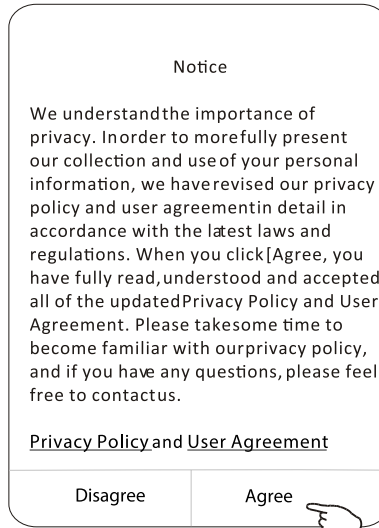 Notice
We understandthe importance of
privacy. Inorder to morefully present
our collection and useof your personal
information, we haverevised our privacy
policy and user agreementin detail in
accordance with the latest laws and
regulations. When you click[Agree, you
have fully read,understood and accepted
all of the updatedPrivacy Policy and User
Agreement. Please takesome time to
become familiar with ourprivacy policy,
and if you have any questions, please feel
free to contactus.
Privacy Policy and User Agreement
Disagree Agree